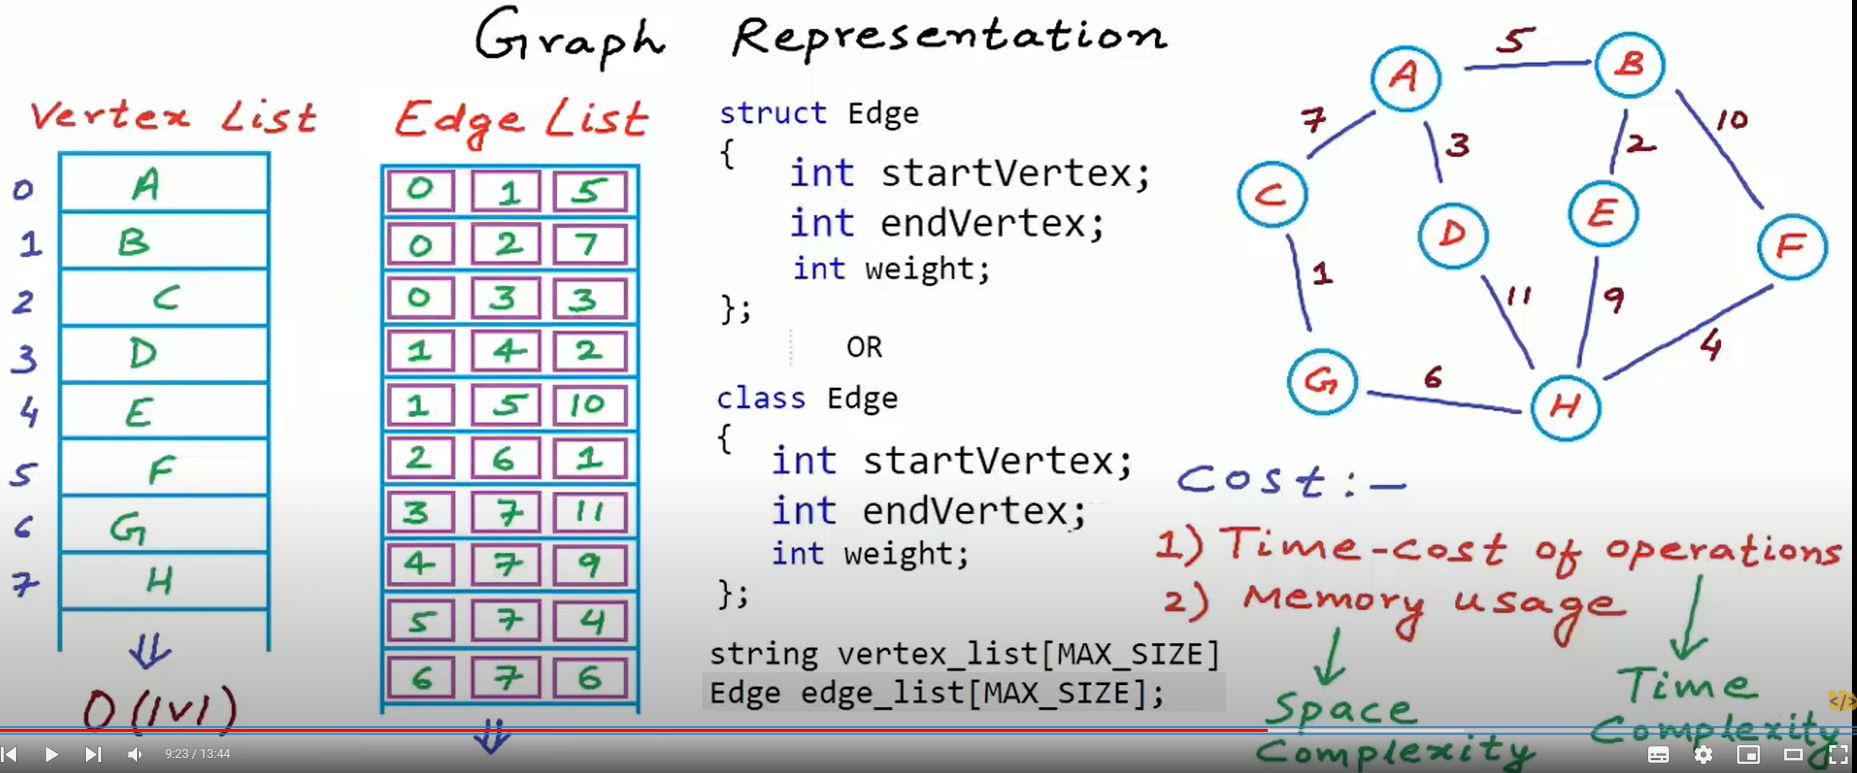 Graph Representation
Vertex List
0 A
1 B
2 C
3 D
4 E
5 F
6 G
7 H
O(|V|)
Edge List
0 1 5
0 2 7
0 3 3
1 4 2
1 5 10
2 6 1
3 7 11
4 7 9
5 7 4
6 7 6
struct Edge
{
int startVertex;
int endVertex;
int weight;
};
OR
class Edge
{
int startVertex;
int endVertex;
int weight;
};
string vertex_list[MAX_SIZE]
Edge edge_list[MAX_SIZE];
5
A B
7 3 2 10
C D E F
1 11 9 4
G 6 H
Cost:-
1) Time-cost of operations
2) Memory usage
Space
Complexity
Time
Complexity
</>
9:23 / 13:44